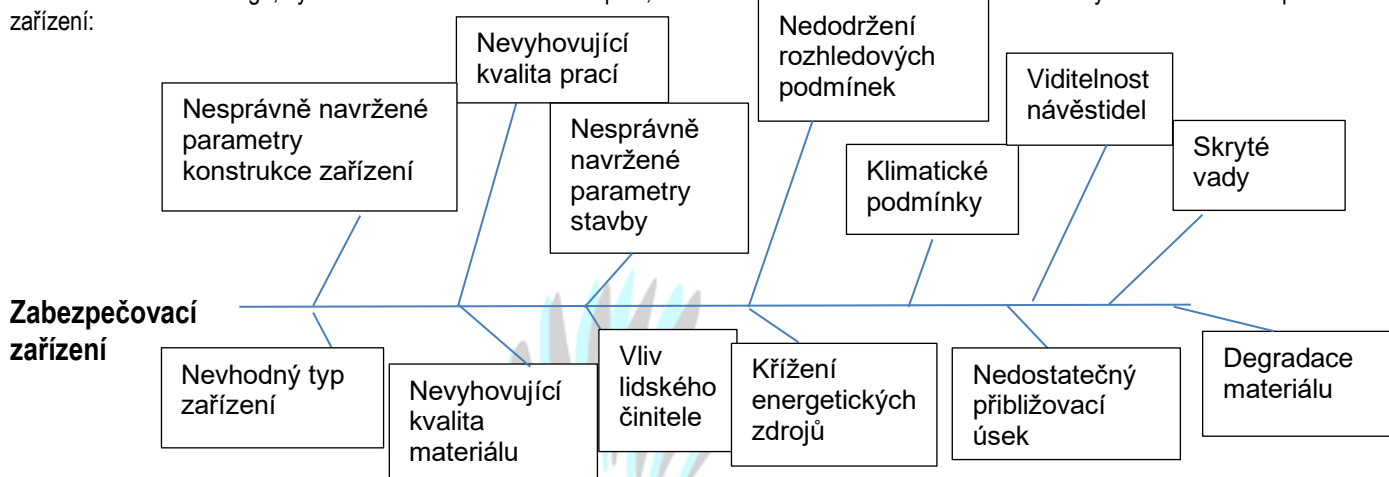 zařízení:
Nesprávně navržené
parametry
konstrukce zařízení
Nevyhovující
kvalita prací
Nesprávně
navržené
parametry
stavby
Nedodržení
rozhledových
podmínek
Klimatické
podmínky
Viditelnost
návěstidel
Skryté
vady
Zabezpečovací
zařízení
Nevhodný typ
zařízení
Nevyhovující
kvalita
materiálu
Vliv
lidského
činitele
Křížení
energetických
zdrojů
Nedostatečný
přibližovací
úsek
Degradace
materiálu